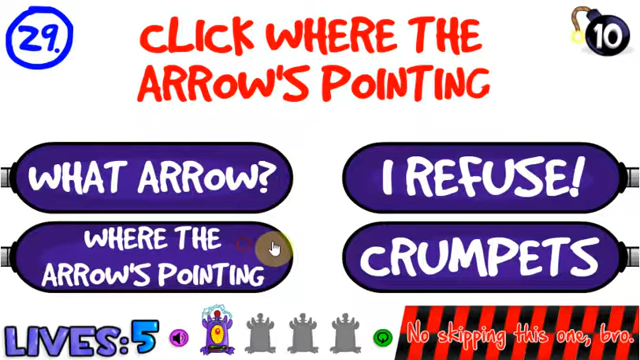 29.
CLICK WHERE THE
ARROW'S POINTING
10
WHAT ARROW?
I REFUSE!
WHERE THE
ARROW'S POINTING
CRUMPETS
LIVES:5
No skipping this one, bro.